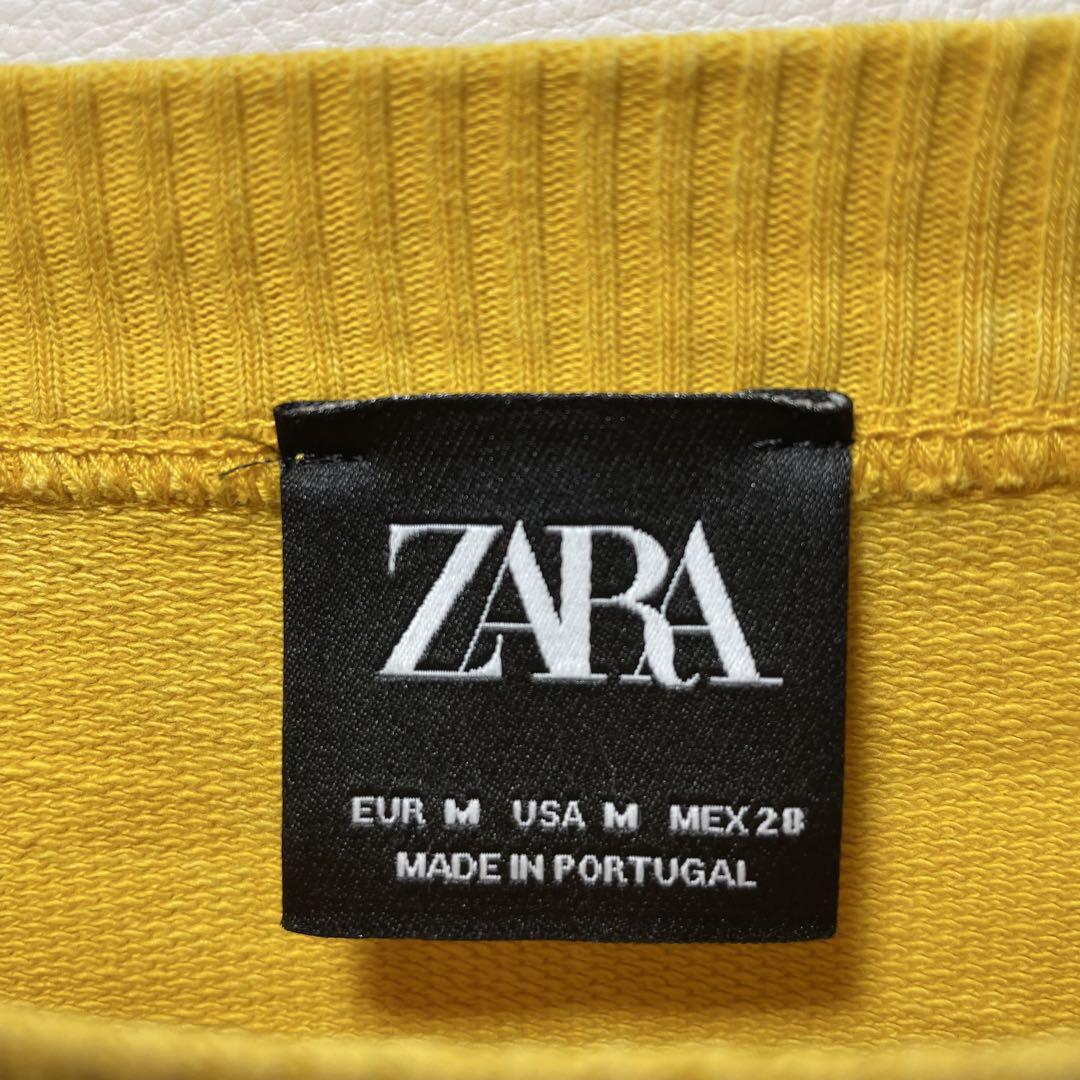 ZARA
EUR M USA M MEX 28
MADE IN PORTUGAL